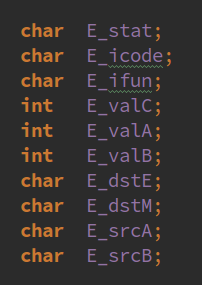 char E_stat;
char E_icode;
char E_ifun;
int E_valC;
int E_valA;
int E_valB;
char E_dstE;
char E_dstM;
char E_srcA;
char E_srcB;